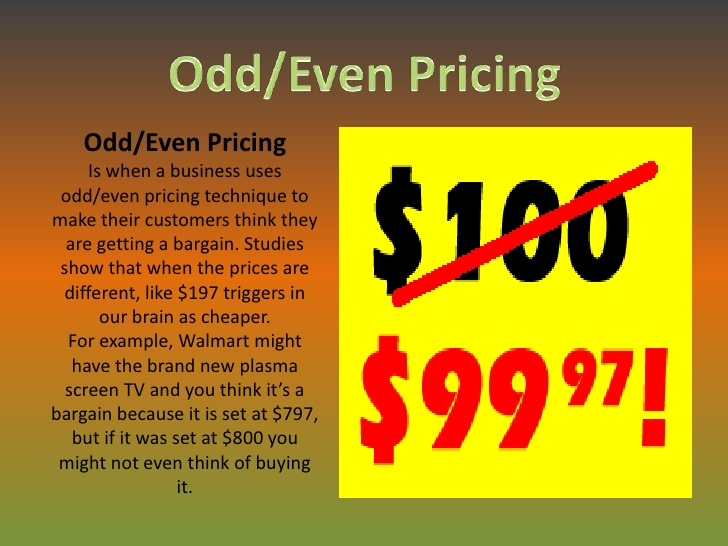 Odd/Even Pricing
Odd/Even Pricing
Is when a business uses
odd/even pricing technique to
make their customers think they
are getting a bargain. Studies
show that when the prices are
different, like $197 triggers in
our brain as cheaper.
For example, Walmart might
have the brand new plasma
screen TV and you think it’s a
bargain because it is set at $797,
but if it was set at $800 you
might not even think of buying
it.
$100
$99 97!